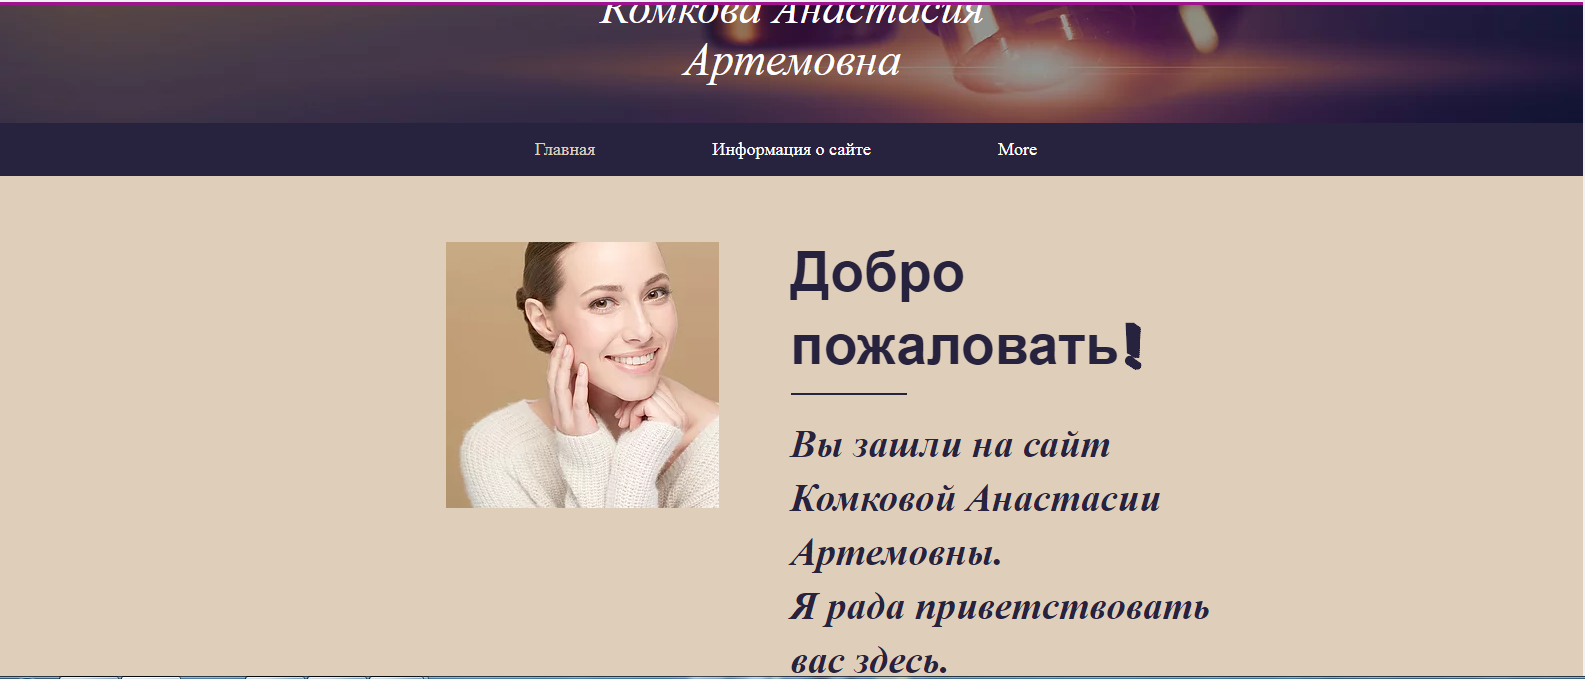 Комкова Анастасия
Артемовна
Главная
Информация о сайте
More
Добро
пожаловать!
Вы зашли на сайт
Комковой Анастасии
Артемовны.
Я рада приветствовать
вас здесь.